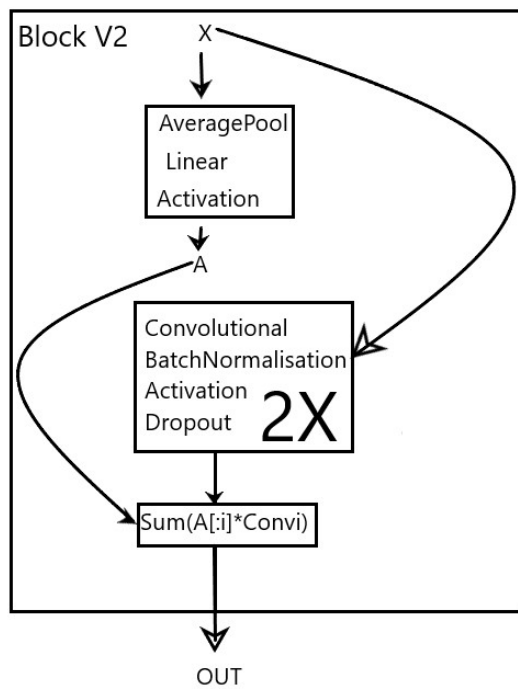 Block V2
X
AveragePool
Linear
Activation
A
Convolutional
BatchNormalisation
Activation
Dropout
2X
Sum(A[:i]*Convi)
OUT